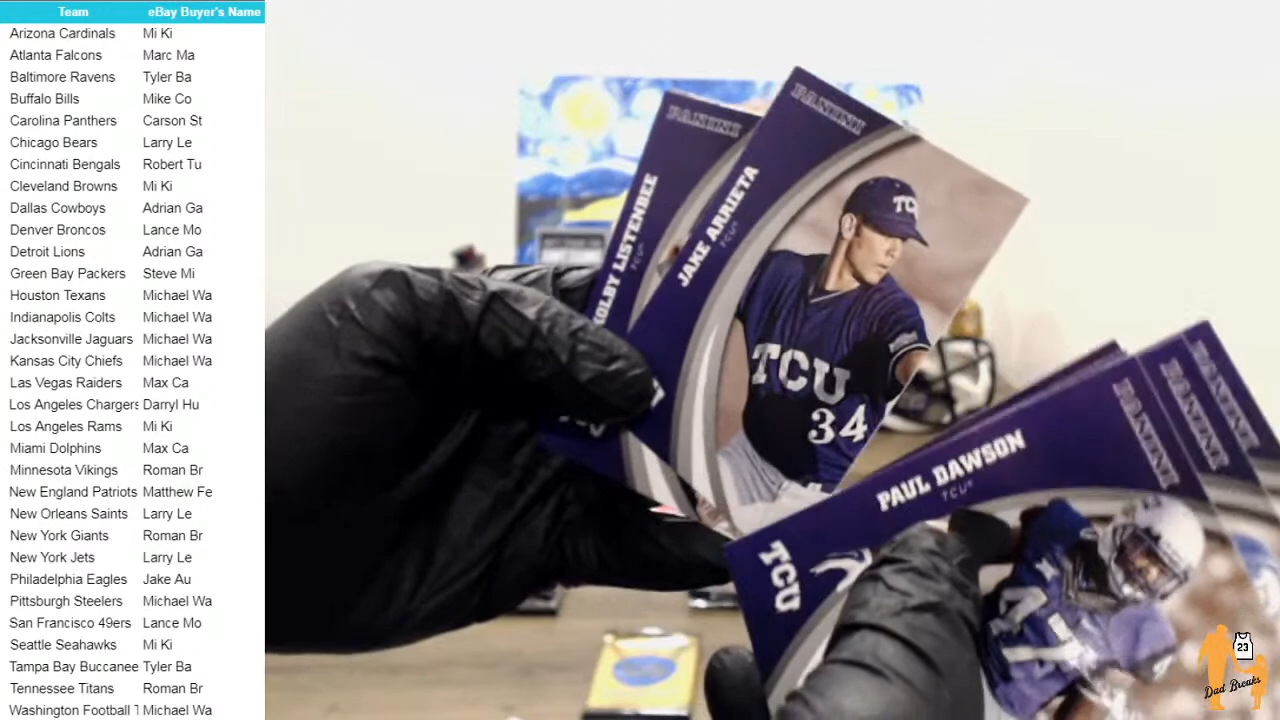 Team eBay Buyer's Name
Arizona Cardinals Mi Ki
Atlanta Falcons Marc Ma
Baltimore Ravens Tyler Ba
Buffalo Bills Mike Co
Carolina Panthers Carson St
Chicago Bears Larry Le
Cincinnati Bengals Robert Tu
Cleveland Browns Mi Ki
Dallas Cowboys Adrian Ga
Denver Broncos Lance Mo
Detroit Lions Adrian Ga
Green Bay Packers Steve Mi
Houston Texans Michael Wa
Indianapolis Colts Michael Wa
Jacksonville Jaguars Michael Wa
Kansas City Chiefs Michael Wa
Las Vegas Raiders Max Ca
Los Angeles Chargers Darryl Hu
Los Angeles Rams Mi Ki
Miami Dolphins Max Ca
Minnesota Vikings Roman Br
New England Patriots Matthew Fe
New Orleans Saints Larry Le
New York Giants Roman Br
New York Jets Larry Le
Philadelphia Eagles Jake Au
Pittsburgh Steelers Michael Wa
San Francisco 49ers Lance Mo
Seattle Seahawks Mi Ki
Tampa Bay Buccanee Tyler Ba
Tennessee Titans Roman Br
Washington Football Michael Wa
PANINI
KOLBY LISTENBEE
TCU
PANINI
JAKE ARRIETA
TCU
TCU
TCU
34
PANINI
PAUL DAWSON
TCU
TCU
PANINI
PANINI
23
Dad Breaks